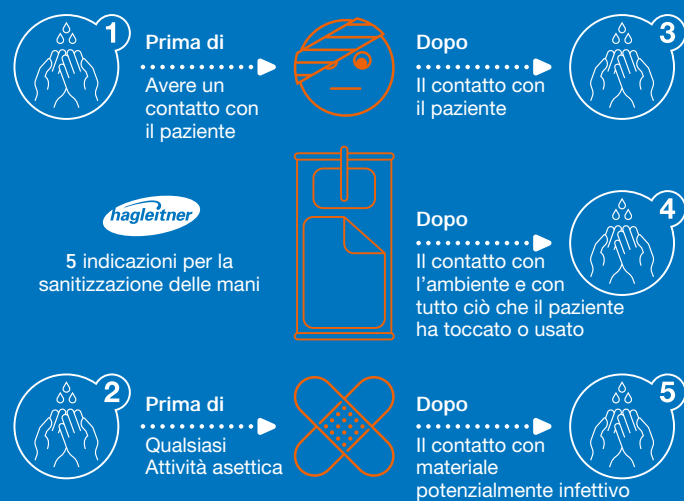 1
Prima di
Avere un
contatto con
il paziente
Dopo
Il contatto con
il paziente
3
hagleitner
5 indicazioni per la
sanitizzazione delle mani
Dopo
Il contatto con
l'ambiente e con
tutto ciò che il paziente
ha toccato o usato
4
2
Prima di
Qualsiasi
Attività asettica
Dopo
Il contatto con
materiale
potenzialmente infettivo
5